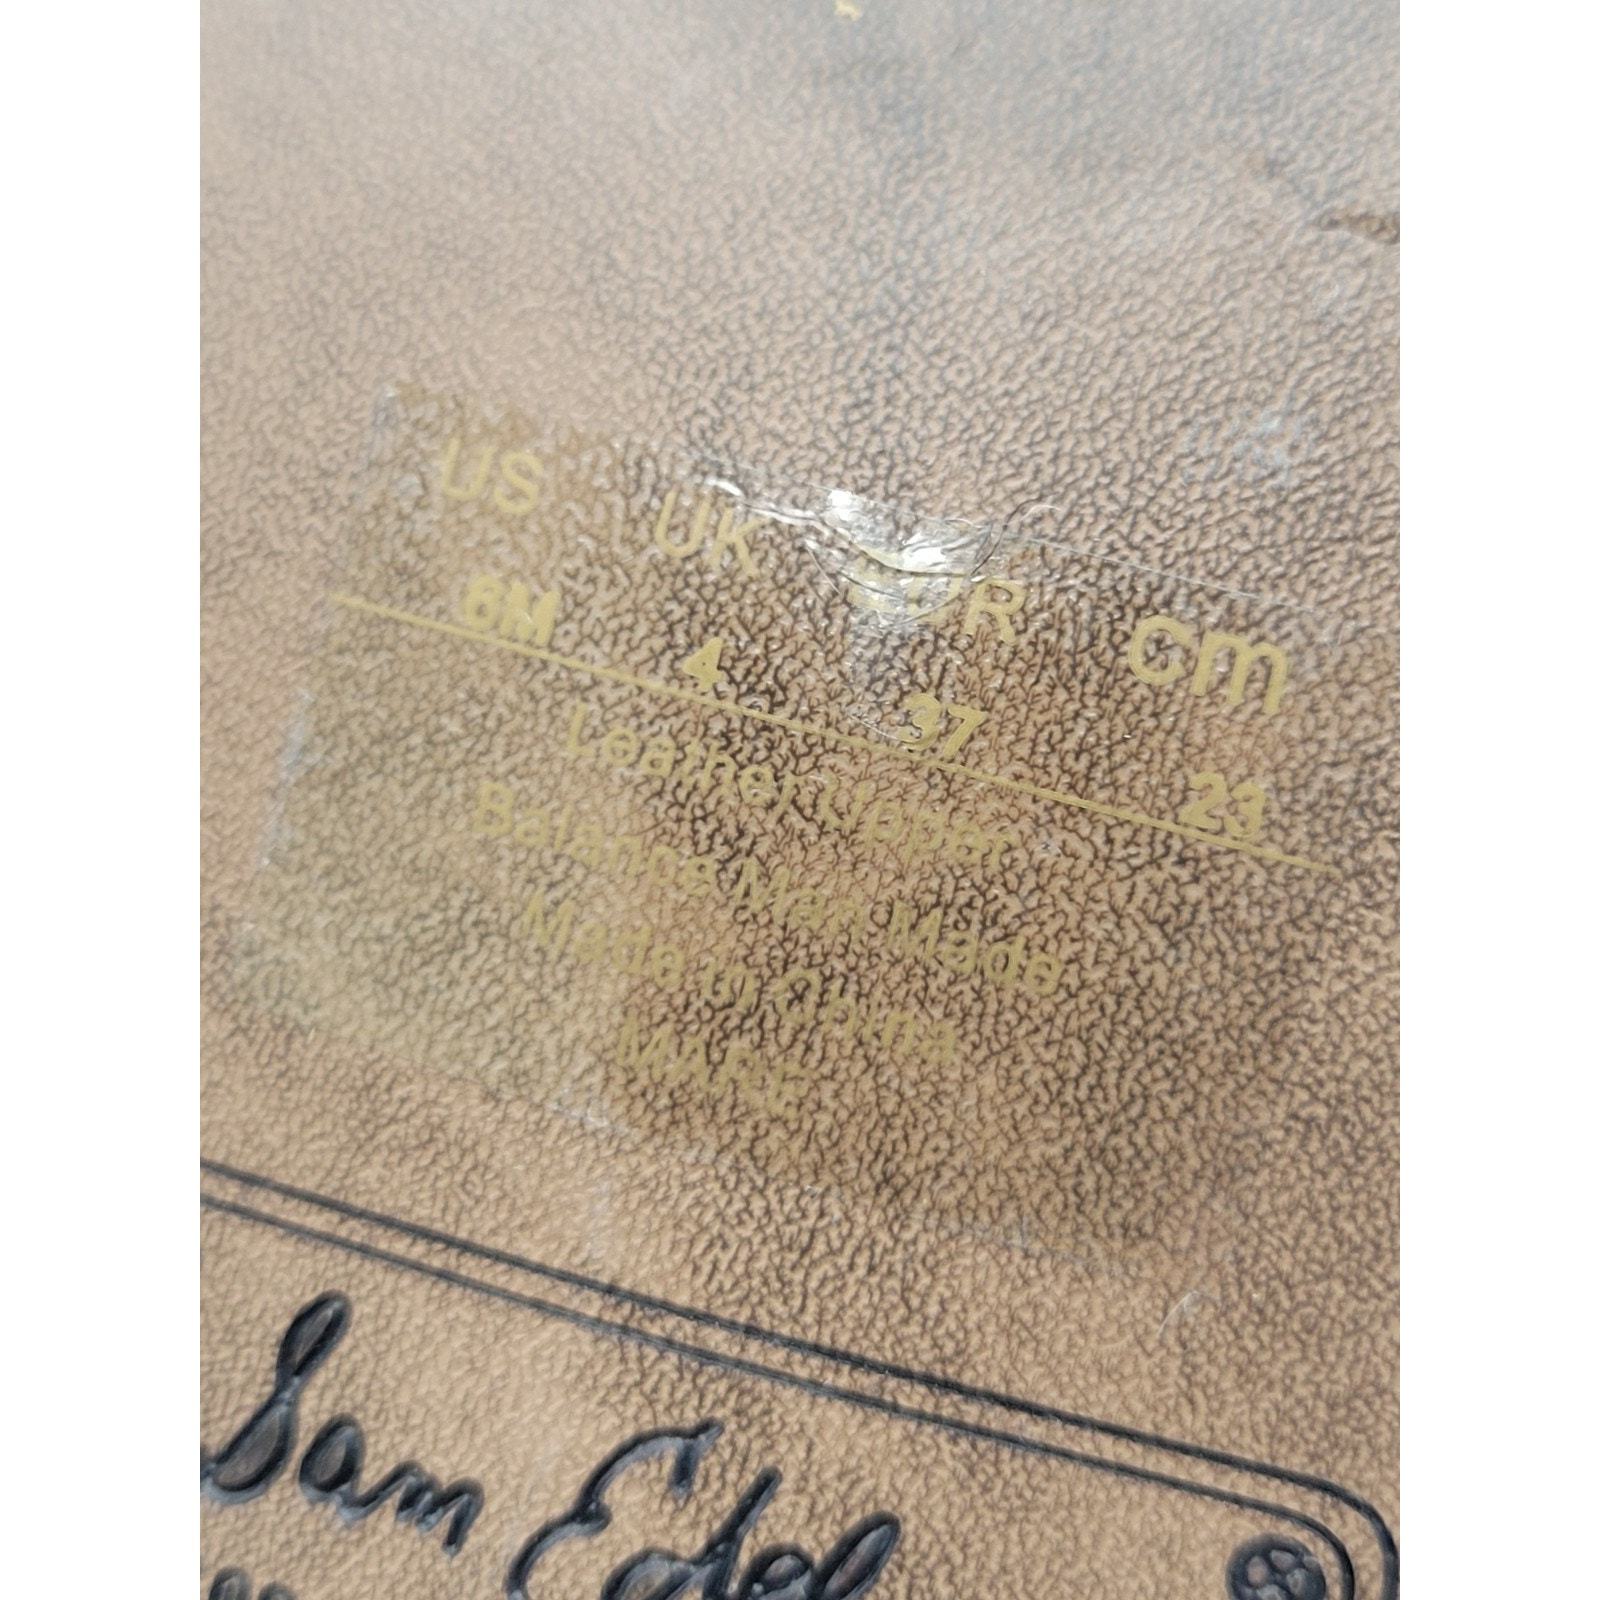 US UK EUR cm
6M 4 37 23
Leather Upper
Balance Man Made
Made in China
Sam Edel